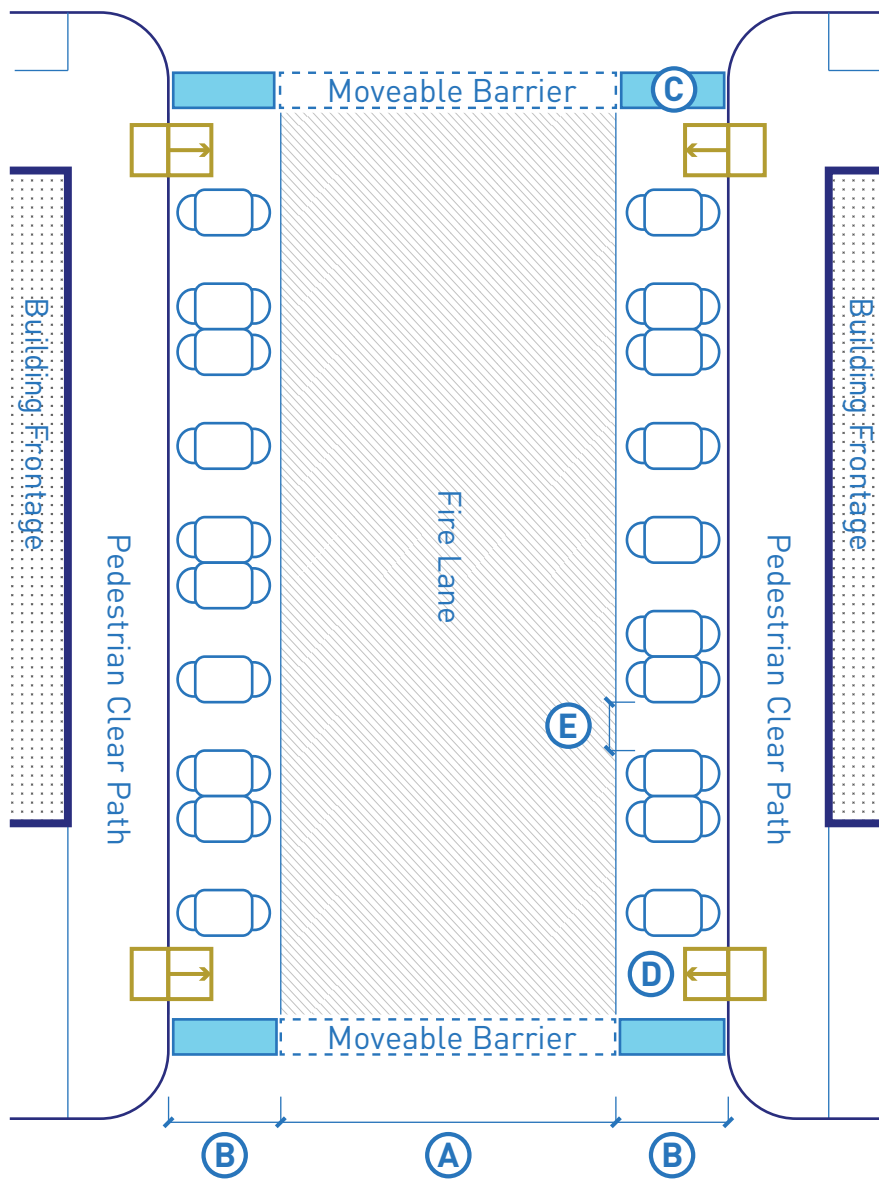 Moveable Barrier
C
Building Frontage
Building Frontage
Fire Lane
Pedestrian Clear Path
Pedestrian Clear Path
E
D
Moveable Barrier
B
A
B